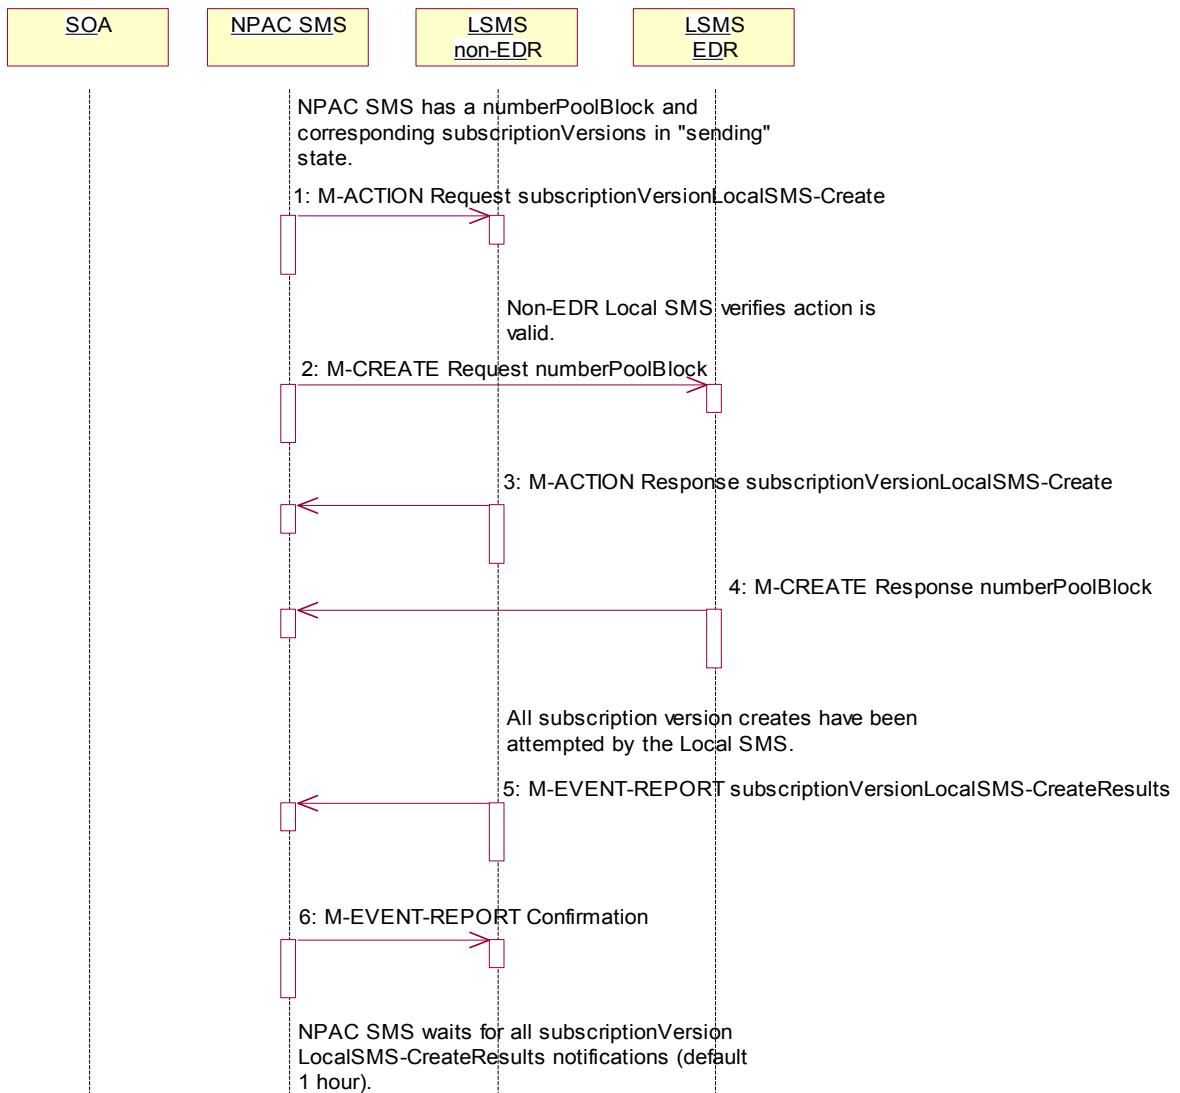 SOA
NPAC SMS
LSMS
non-EDR
LSMS
EDR
NPAC SMS has a numberPoolBlock and
corresponding subscriptionVersions in "sending"
state.
1: M-ACTION Request subscriptionVersionLocalSMS-Create
Non-EDR Local SMS verifies action is
valid.
2: M-CREATE Request numberPoolBlock
3: M-ACTION Response subscriptionVersionLocalSMS-Create
4: M-CREATE Response numberPoolBlock
All subscription version creates have been
attempted by the Local SMS.
5: M-EVENT-REPORT subscriptionVersionLocalSMS-CreateResults
6: M-EVENT-REPORT Confirmation
NPAC SMS waits for all subscriptionVersion
LocalSMS-CreateResults notifications (default
1 hour).